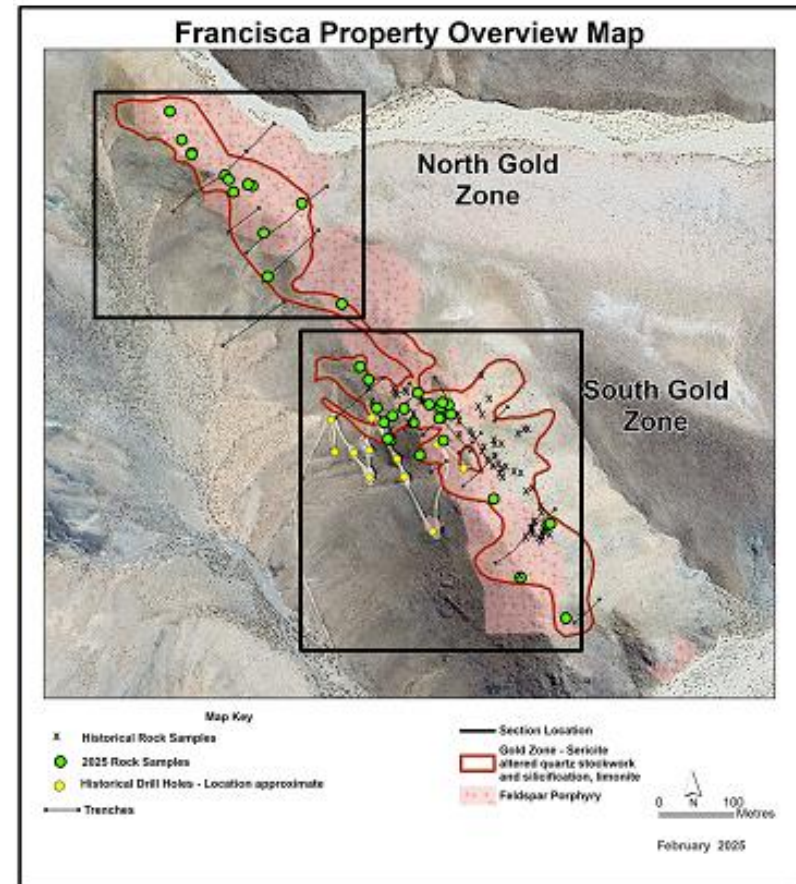 Francisca Property Overview Map
North Gold
Zone
South Gold
Zone
Map Key
x Historical Rock Samples
2025 Rock Samples
Historical Drill Holes - Location approximate
Trenches
Section Location
Gold Zone - Sericite
altered quartz stockwork
and silicification, limonite
Feldspar Porphyry
0 N 100
Metres
February 2025